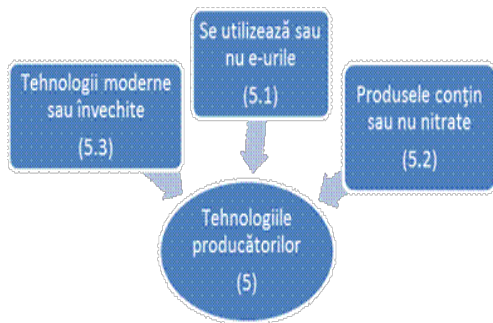 Se utilizează sau
nu e-urile
(5.1)
Tehnologii moderne
sau învechite
(5.3)
Produsele conţin
sau nu nitrate
(5.2)
Tehnologiile
producătorilor
(5)